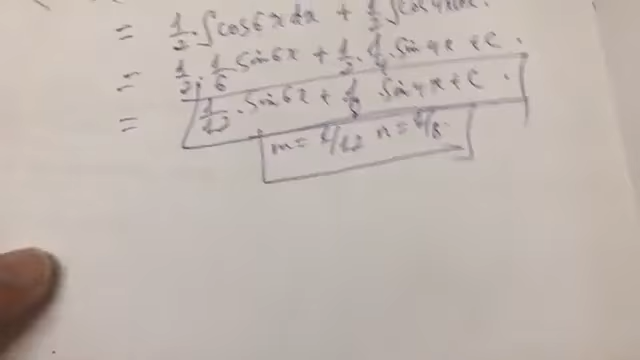 = 1/2 . ∫cos6x dx + 1/2 ∫cos4x dx.
= 1/2 . 1/6 sin6x + 1/2 . 1/4 . sin4x + c .
= 1/12 . sin6x + 1/8 sin4x + c .
m = 1/12 n = 1/8 .